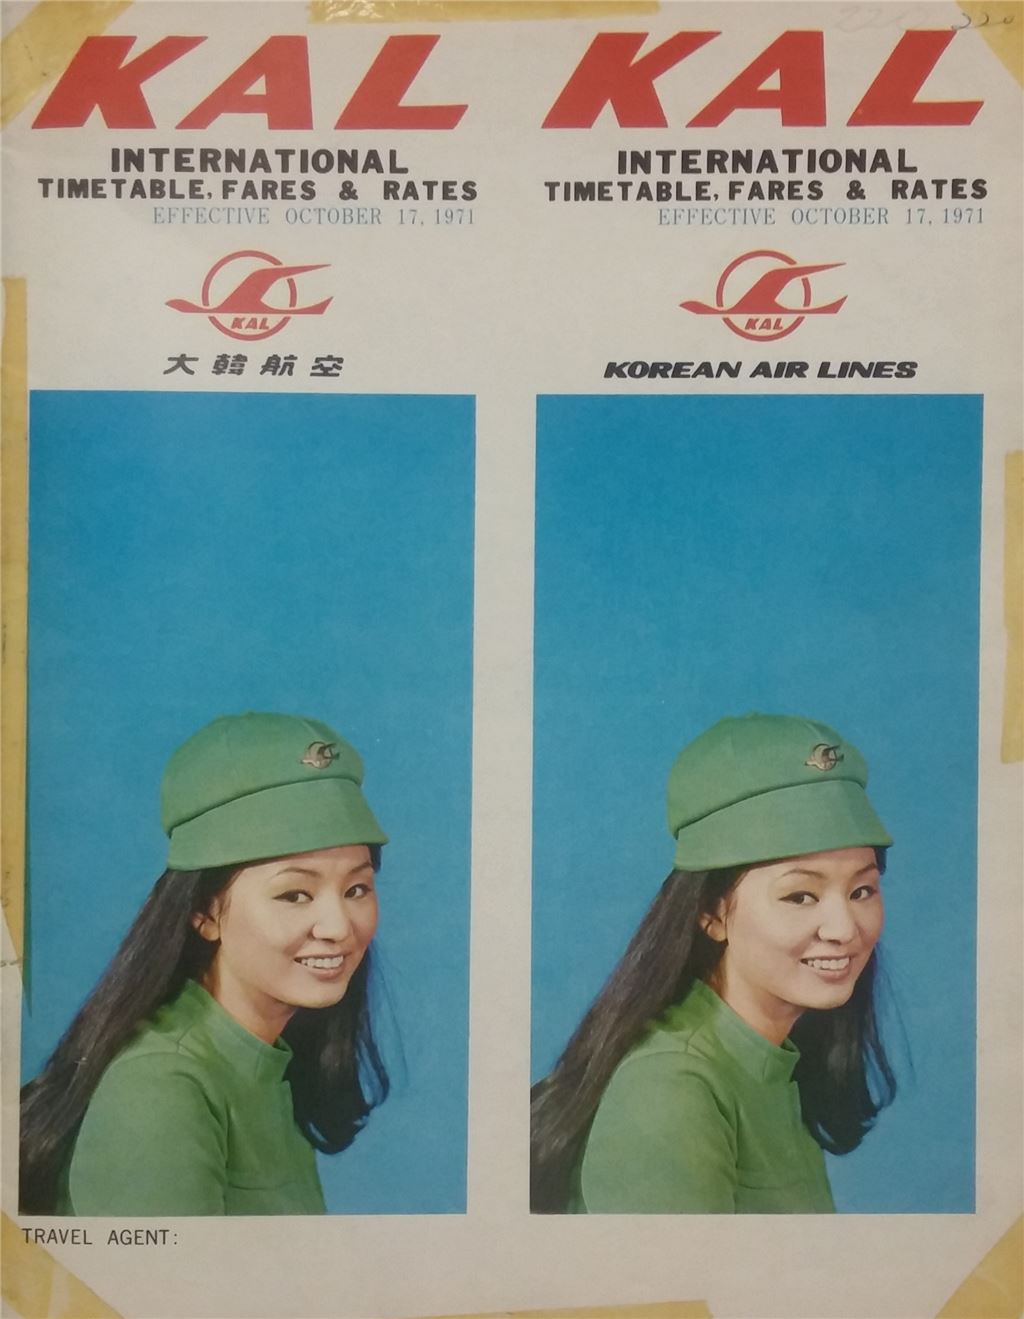 KAL
INTERNATIONAL
TIMETABLE, FARES & RATES
EFFECTIVE OCTOBER 17, 1971
KAL
大韓航空
TRAVEL AGENT:
KAL
INTERNATIONAL
TIMETABLE, FARES & RATES
EFFECTIVE OCTOBER 17, 1971
KAL
KOREAN AIR LINES